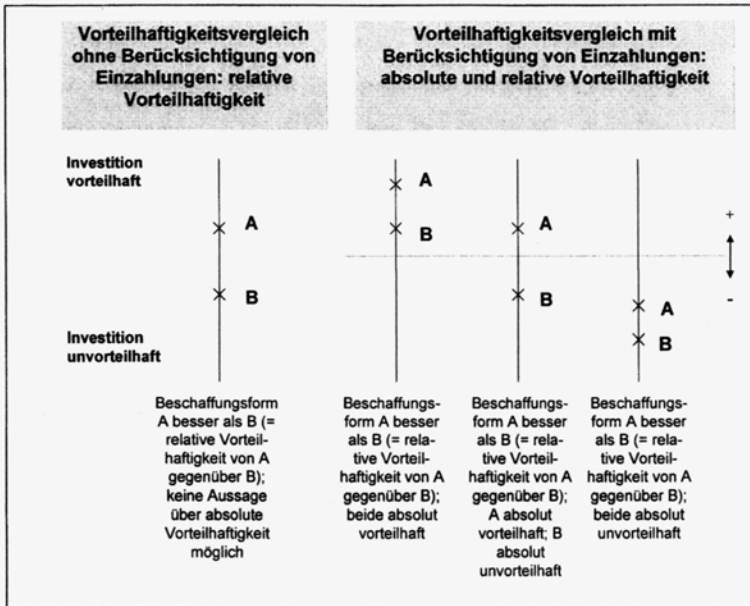 Vorteilhaftigkeitsvergleich
ohne Berücksichtigung von
Einzahlungen: relative
Vorteilhaftigkeit
Vorteilhaftigkeitsvergleich mit
Berücksichtigung von Einzahlungen:
absolute und relative Vorteilhaftigkeit
Investition
vorteilhaft
A
B
A
B
A
B
A
B
+
-
Investition
unvorteilhaft
Beschaffungsform
A besser als B (=
relative Vorteil-
haftigkeit von A
gegenüber B);
keine Aussage
über absolute
Vorteilhaftigkeit
möglich
Beschaffungs-
form A besser
als B (= rela-
tive Vorteil-
haftigkeit von A
gegenüber B);
beide absolut
vorteilhaft
Beschaffungs-
form A besser
als B (= rela-
tive Vorteil-
haftigkeit von A
gegenüber B);
A absolut
vorteilhaft; B
absolut
unvorteilhaft
Beschaffungs-
form A besser
als B (= rela-
tive Vorteil-
haftigkeit von A
gegenüber B);
beide absolut
unvorteilhaft